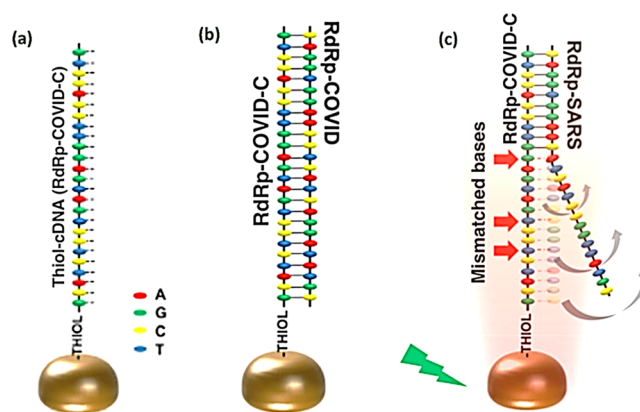 (a)
Thiol-cDNA (RdRp-COVID-C)
-THIOL-
A
G
C
T
(b)
RdRp-COVID-C
RdRp-COVID
-THIOL-
(c)
RdRp-COVID-C
RdRp-SARS
Mismatched bases
-THIOL-